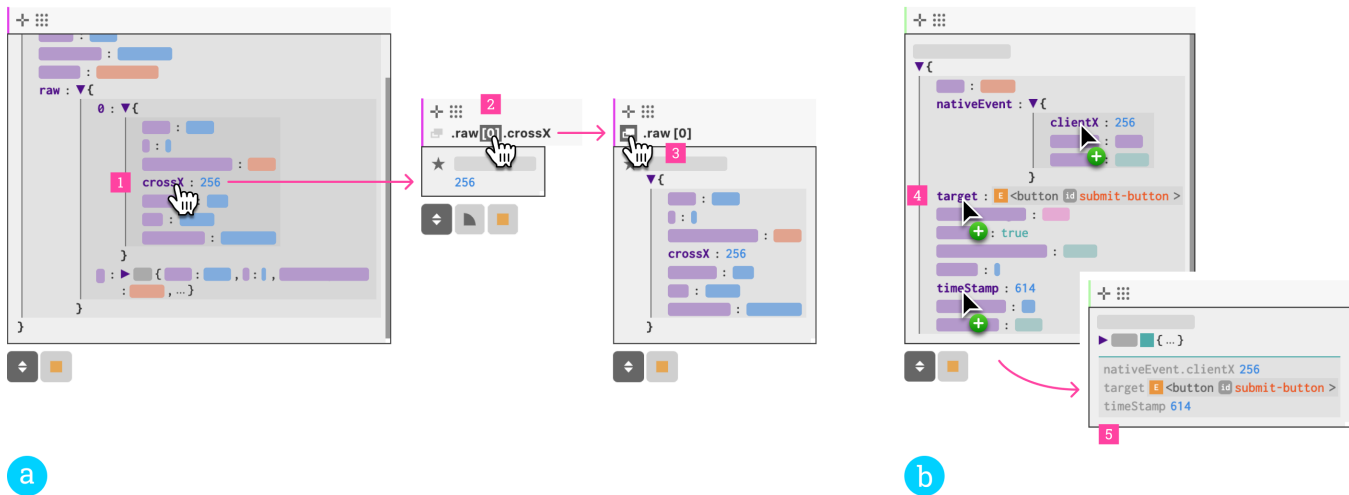 raw : ▼{
0 : ▼{
:
1
crossX : 256
}
: ▶ { : , : , 
: , ...}
}
}
2
.raw[0].crossX
★
256
.raw [0]
3
★
▼{
crossX : 256
}
▼{
nativeEvent : ▼{
clientX : 256
}
4
target : E <button id submit-button >
: true
timeStamp : 614
▶ { ... }
nativeEvent.clientX 256
target E <button id submit-button >
timeStamp 614
5
a
b